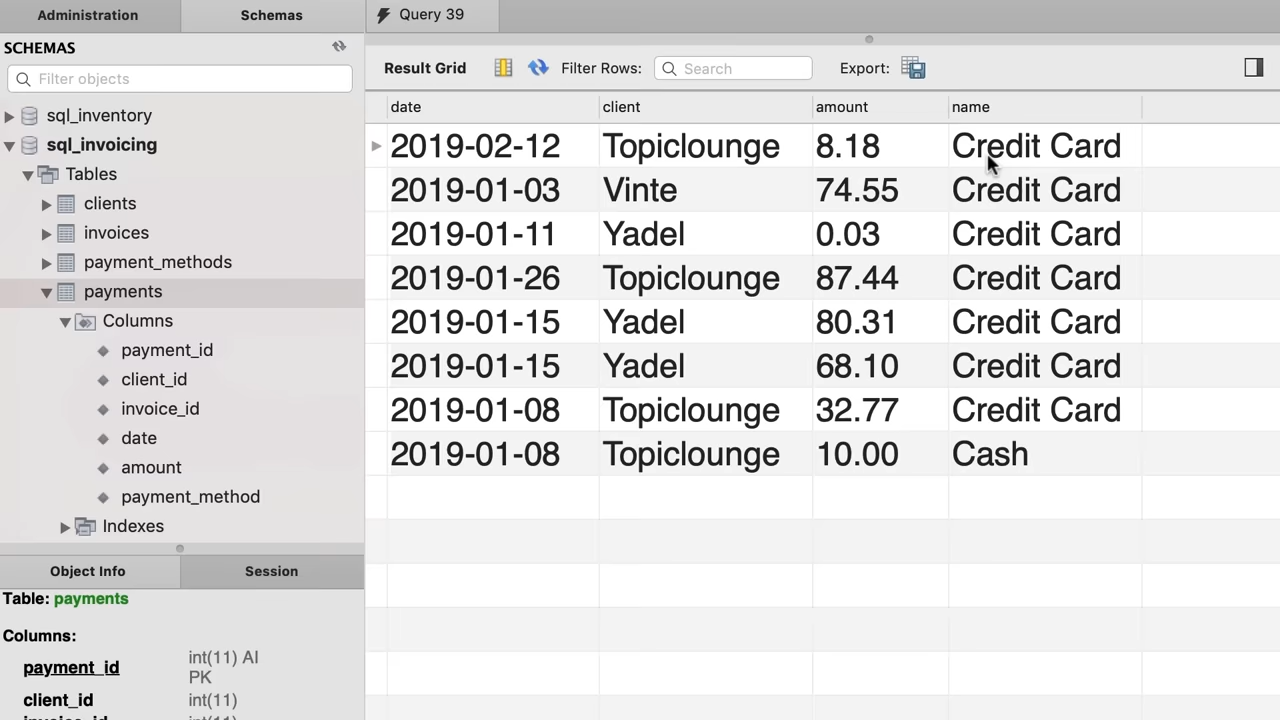 Administration
Schemas
Query 39
SCHEMAS
Filter objects
Result Grid
Filter Rows:
Search
Export:
sql_inventory
sql_invoicing
Tables
clients
invoices
payment_methods
payments
Columns
payment_id
client_id
invoice_id
date
amount
payment_method
Indexes
date client amount name
2019-02-12 Topiclounge 8.18 Credit Card
2019-01-03 Vinte 74.55 Credit Card
2019-01-11 Yadel 0.03 Credit Card
2019-01-26 Topiclounge 87.44 Credit Card
2019-01-15 Yadel 80.31 Credit Card
2019-01-15 Yadel 68.10 Credit Card
2019-01-08 Topiclounge 32.77 Credit Card
2019-01-08 Topiclounge 10.00 Cash
Object Info
Session
Table: payments
Columns:
payment_id int(11) AI
PK
client_id int(11)
invoice_id int(11)